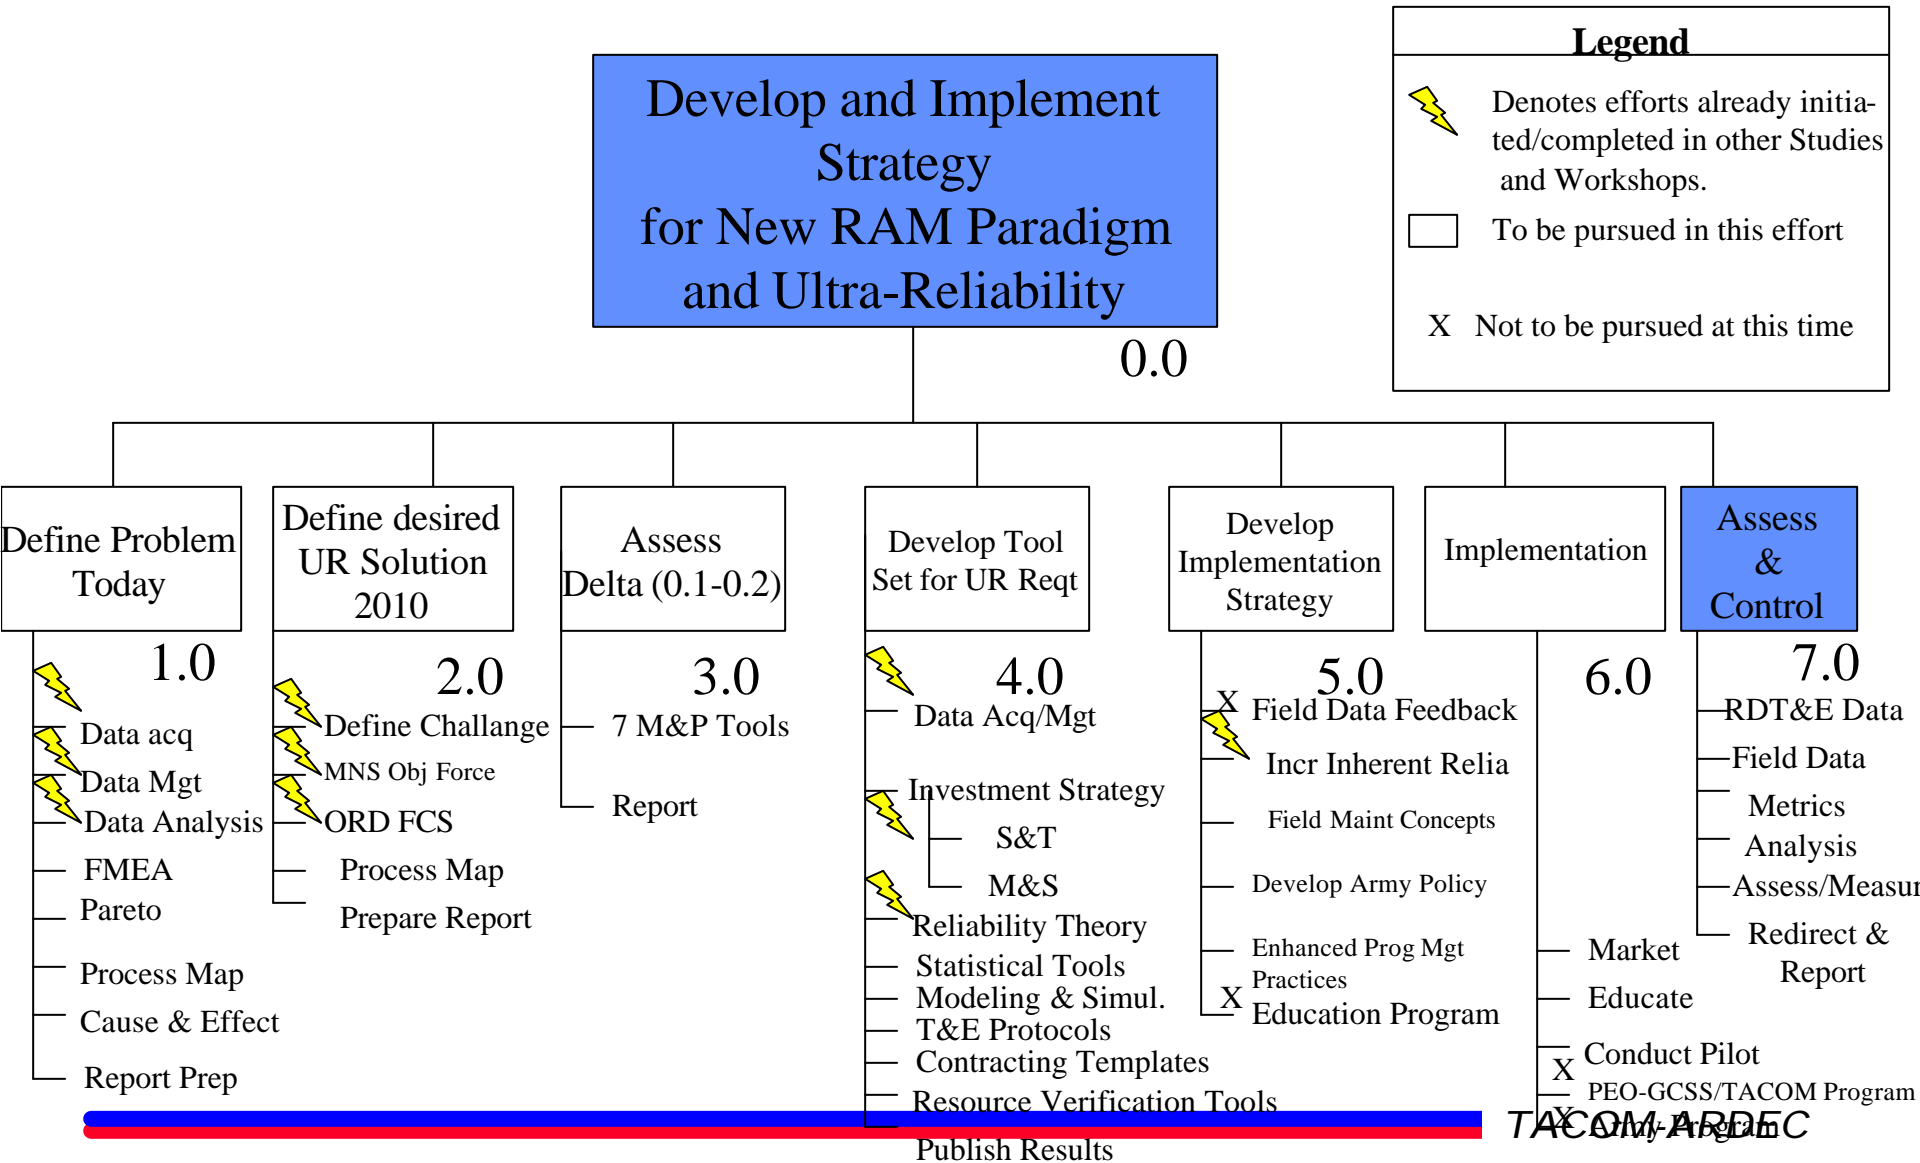 Legend
Denotes efforts already initia-
ted/completed in other Studies
and Workshops.
To be pursued in this effort
X Not to be pursued at this time
Develop and Implement
Strategy
for New RAM Paradigm
and Ultra-Reliability
0.0
Define Problem
Today
1.0
Data acq
Data Mgt
Data Analysis
FMEA
Pareto
Process Map
Cause & Effect
Report Prep
Define desired
UR Solution
2010
2.0
Define Challange
MNS Obj Force
ORD FCS
Process Map
Prepare Report
Assess
Delta (0.1-0.2)
3.0
7 M&P Tools
Report
Develop Tool
Set for UR Reqt
4.0
Data Acq/Mgt
Investment Strategy
S&T
M&S
Reliability Theory
Statistical Tools
Modeling & Simul.
T&E Protocols
Contracting Templates
Resource Verification Tools
Publish Results
Develop
Implementation
Strategy
5.0
X Field Data Feedback
Incr Inherent Relia
Field Maint Concepts
Develop Army Policy
Enhanced Prog Mgt
Practices
X Education Program
Implementation
6.0
Market
Educate
Conduct Pilot
X PEO-GCSS/TACOM Program
X Army Program
Assess
&
Control
7.0
RDT&E Data
Field Data
Metrics
Analysis
Assess/Measur
Redirect &
Report
TACOM-ARDEC